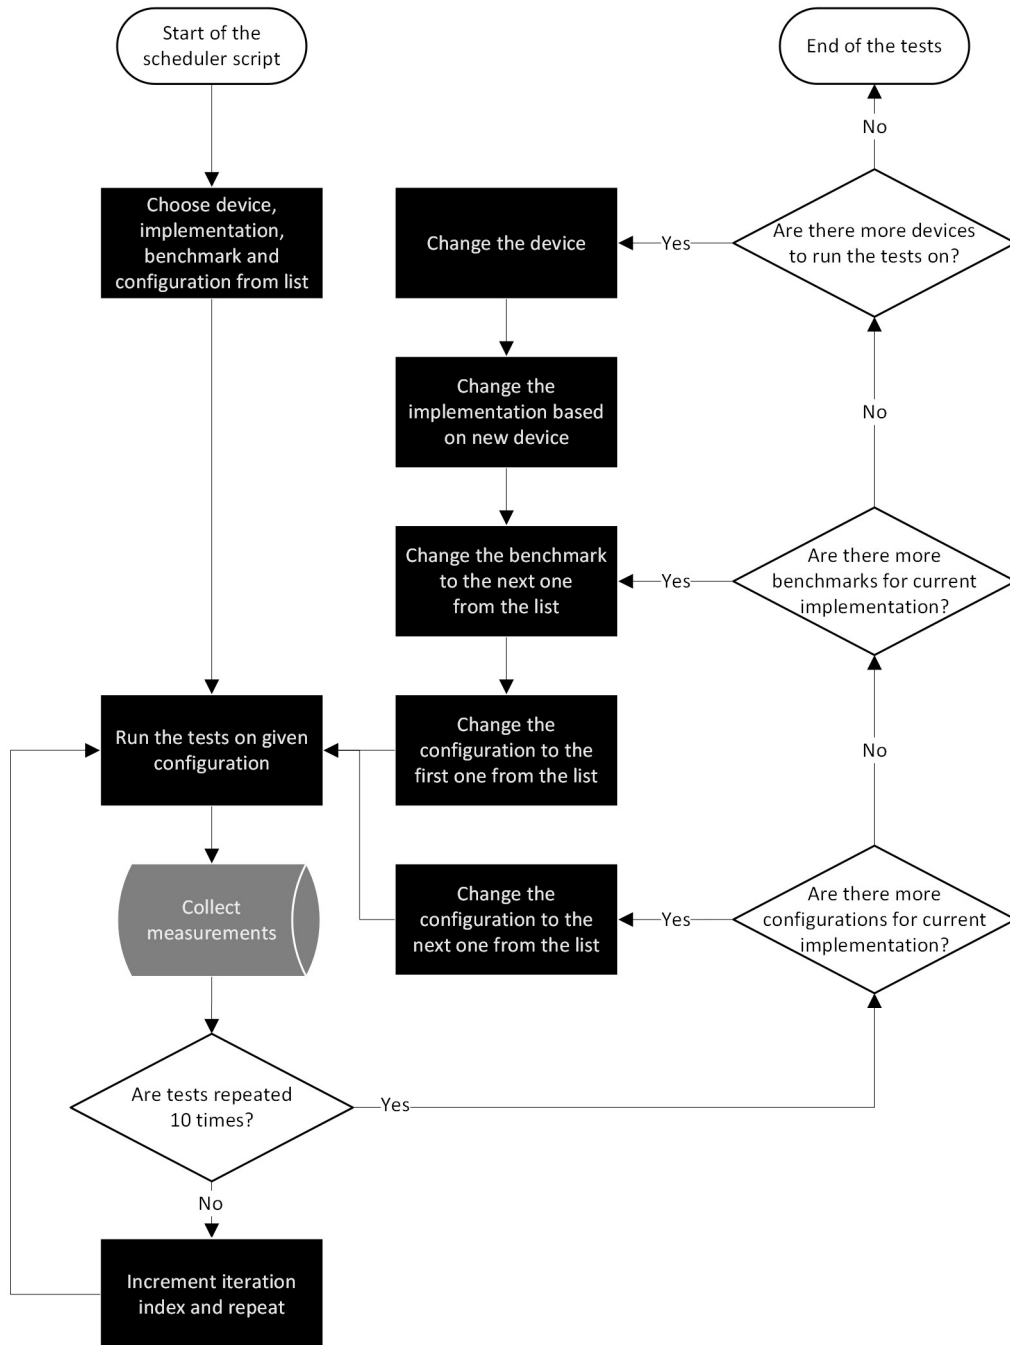 Start of the
scheduler script
End of the tests
No
Choose device,
implementation,
benchmark and
configuration from list
Change the device
Yes
Are there more devices
to run the tests on?
Change the
implementation based
on new device
No
Change the benchmark
to the next one
from the list
Yes
Are there more
benchmarks for current
implementation?
Run the tests on given
configuration
Change the
configuration to the
first one from the list
No
Collect
measurements
Change the
configuration to the
next one from the list
Yes
Are there more
configurations for current
implementation?
Are tests repeated
10 times?
Yes
No
Increment iteration
index and repeat